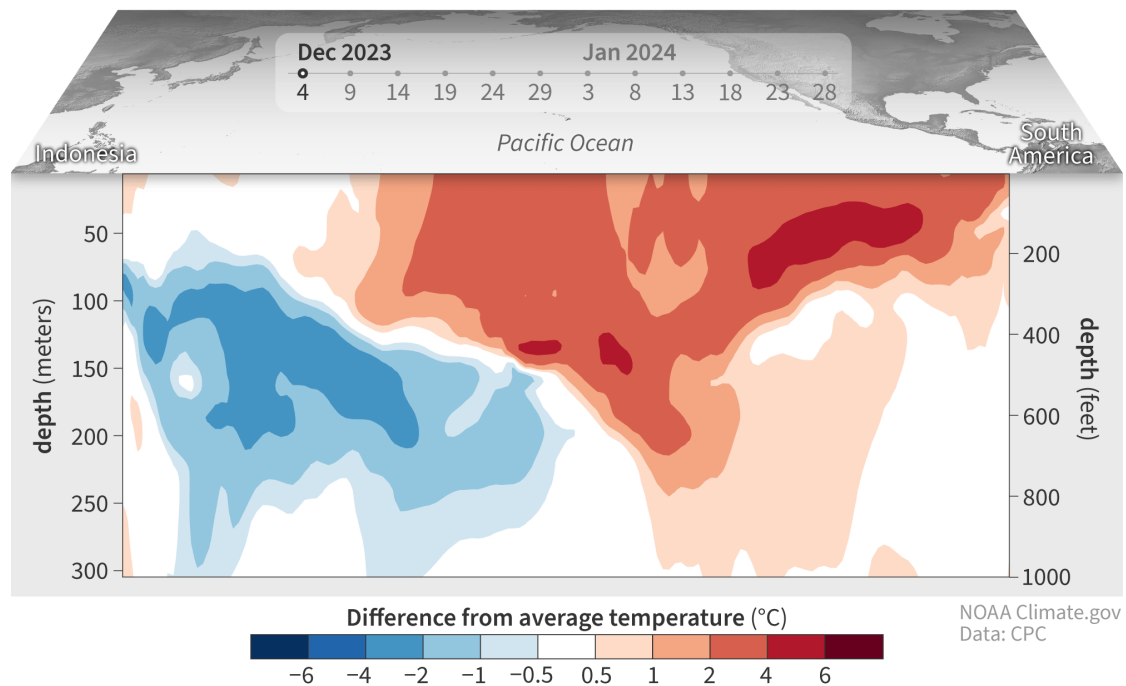 Dec 2023 Jan 2024
4 9 14 19 24 29 3 8 13 18 23 28
Pacific Ocean
Indonesia
South
America
depth (meters)
50
100
150
200
250
300
200
400
600
800
1000
depth (feet)
Difference from average temperature (°C)
−6 −4 −2 −1 −0.5 0.5 1 2 4 6
NOAA Climate.gov
Data: CPC